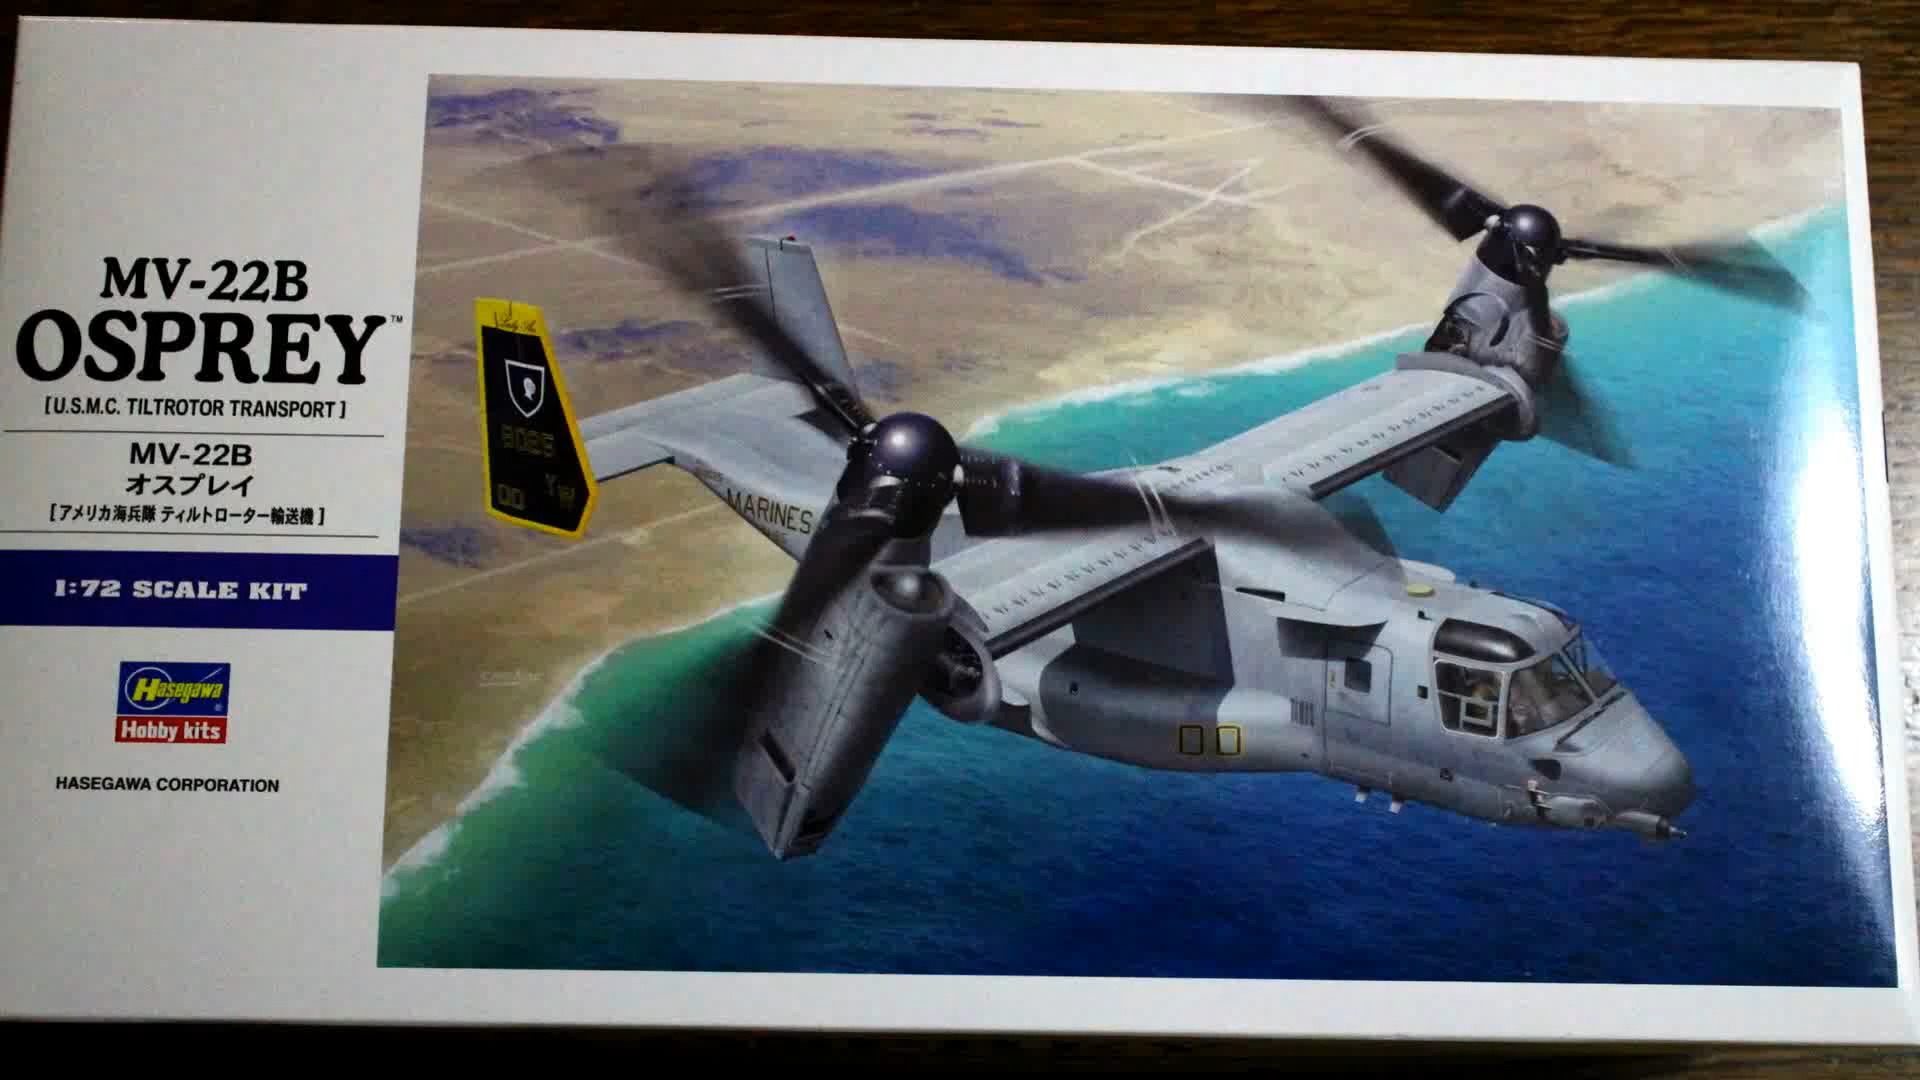 MV-22B
OSPREY™
[U.S.M.C. TILTROTOR TRANSPORT]
MV-22B
オスプレイ
[アメリカ海兵隊 ティルトローター輸送機]
1:72 SCALE KIT
Hasegawa®
Hobby kits
HASEGAWA CORPORATION
8085
YW
00
MARINES
00